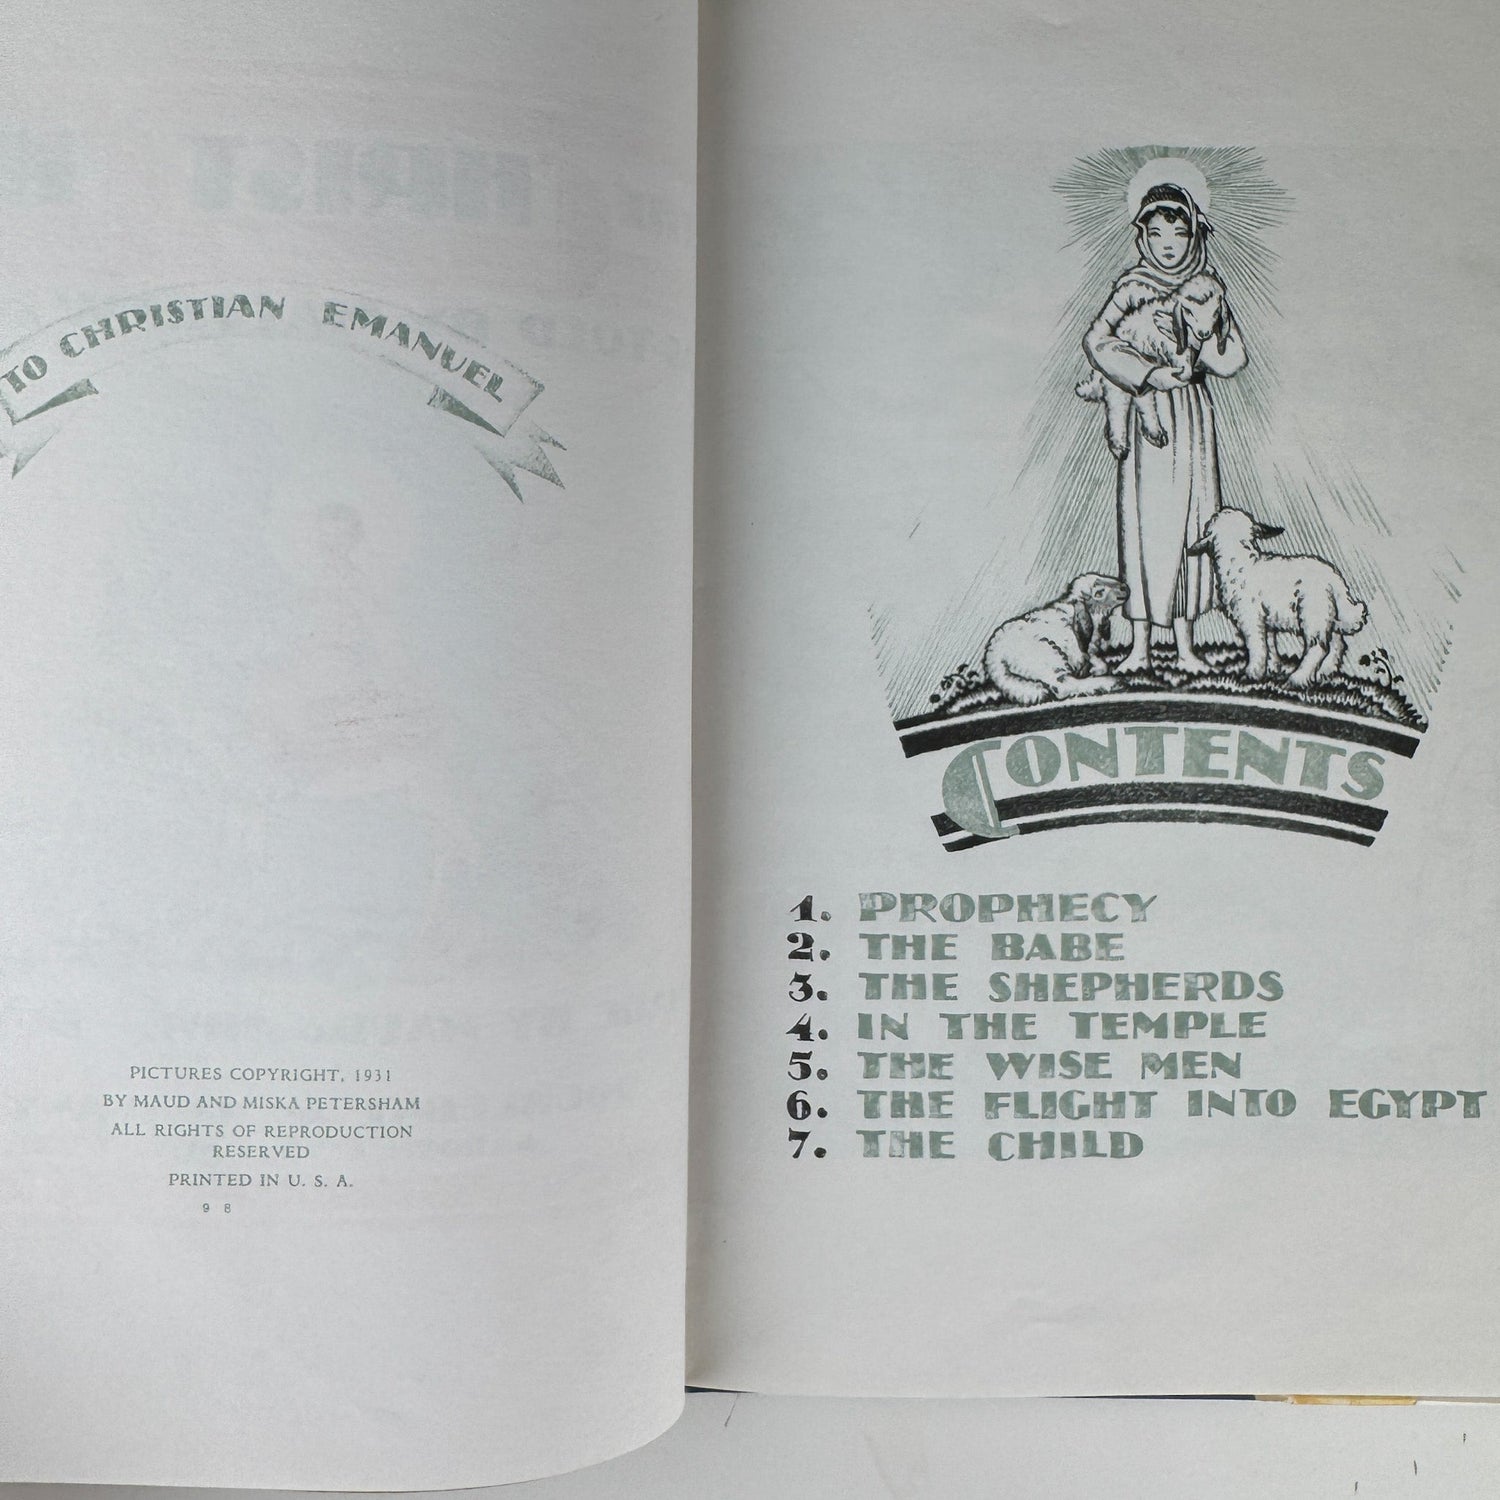 TO CHRISTIAN EMANUEL
PICTURES COPYRIGHT, 1931
BY MAUD AND MISKA PETERSHAM
ALL RIGHTS OF REPRODUCTION
RESERVED
PRINTED IN U. S. A.
9 8
CONTENTS
1. PROPHECY
2. THE BABE
3. THE SHEPHERDS
4. IN THE TEMPLE
5. THE WISE MEN
6. THE FLIGHT INTO EGYPT
7. THE CHILD